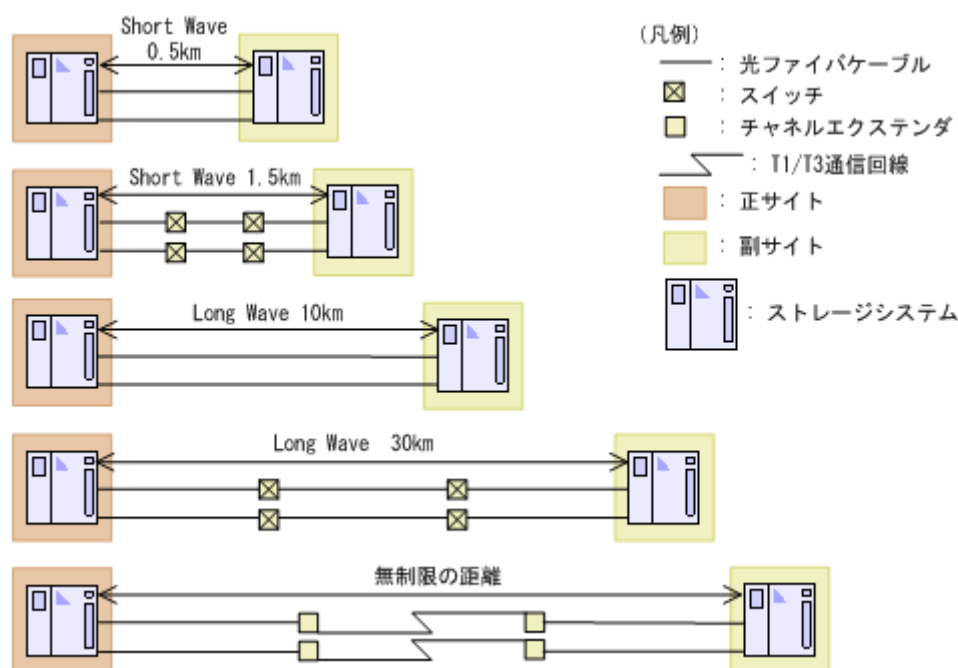 Short Wave
0.5km
Short Wave 1.5km
Long Wave 10km
Long Wave 30km
無制限の距離
(凡例)
: 光ファイバケーブル
: スイッチ
: チャネルエクステンダ
: T1/T3通信回線
: 正サイト
: 副サイト
: ストレージシステム